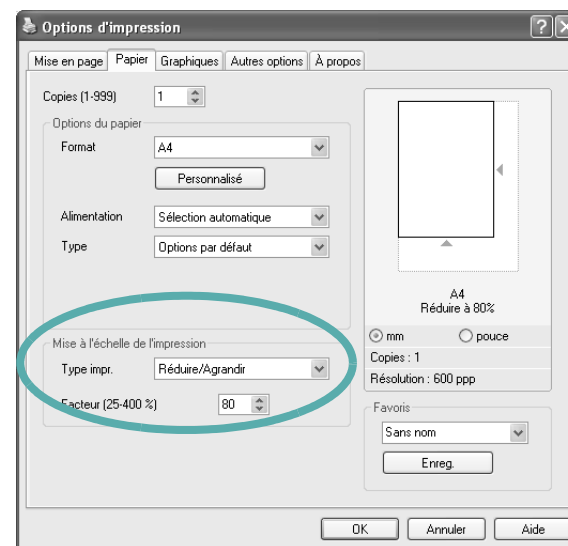 Options d'impression
Mise en page Papier Graphiques Autres options À propos
Copies (1-999) 1
Options du papier
Format A4
Personnalisé
Alimentation Sélection automatique
Type Options par défaut
Mise à l'échelle de l'impression
Type impr. Réduire/Agrandir
Facteur (25-400 %) 80
A4
Réduire à 80%
mm pouce
Copies : 1
Résolution : 600 ppp
Favoris
Sans nom
Enreg.
OK Annuler Aide